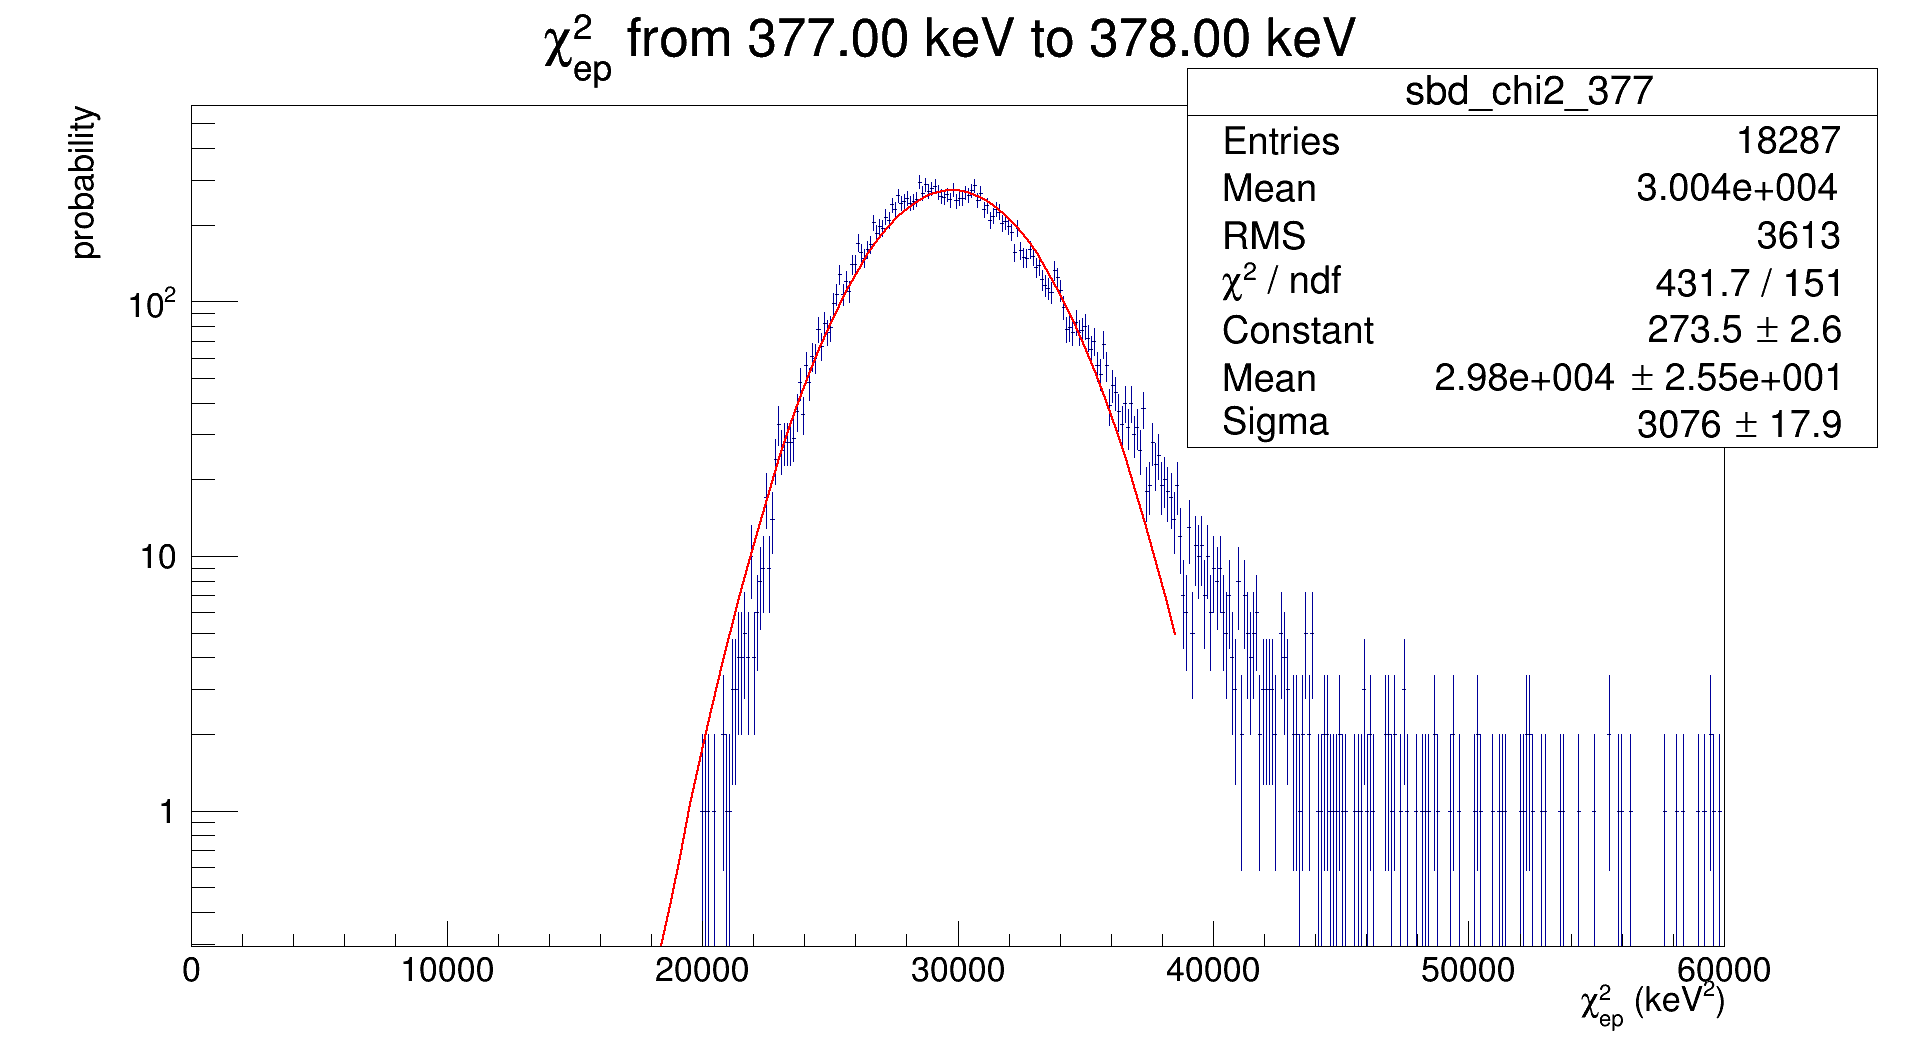 χ²ep from 377.00 keV to 378.00 keV
probability
sbd_chi2_377
Entries 18287
Mean 3.004e+004
RMS 3613
χ² / ndf 431.7 / 151
Constant 273.5 ± 2.6
Mean 2.98e+004 ± 2.55e+001
Sigma 3076 ± 17.9
10²
10
1
0 10000 20000 30000 40000 50000 60000
χ²ep (keV²)